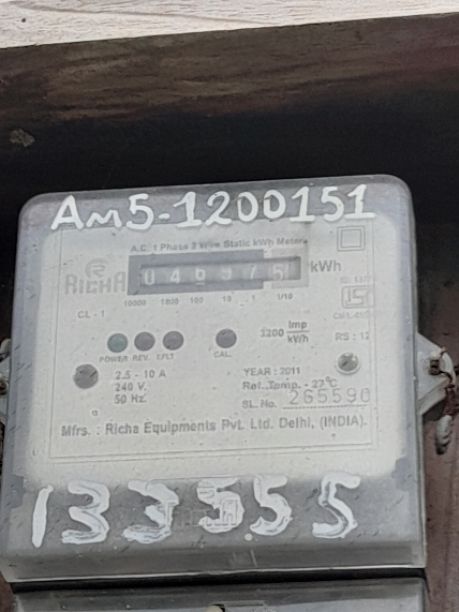 Am5-1200151
A.C. 1 Phase 2 Wire Static kWh Meter
RICHA
kWh
10000 1000 100 10 1 1/10
CL - 1
3200 Imp/kWh
RS : 12
POWER REV. E/LT CAL.
2.5 - 10 A
240 V.
50 Hz.
YEAR : 2011
Ref. Temp. - 27°C
SL. No. 265590
Mfrs. : Richa Equipments Pvt. Ltd. Delhi, (INDIA).
133555